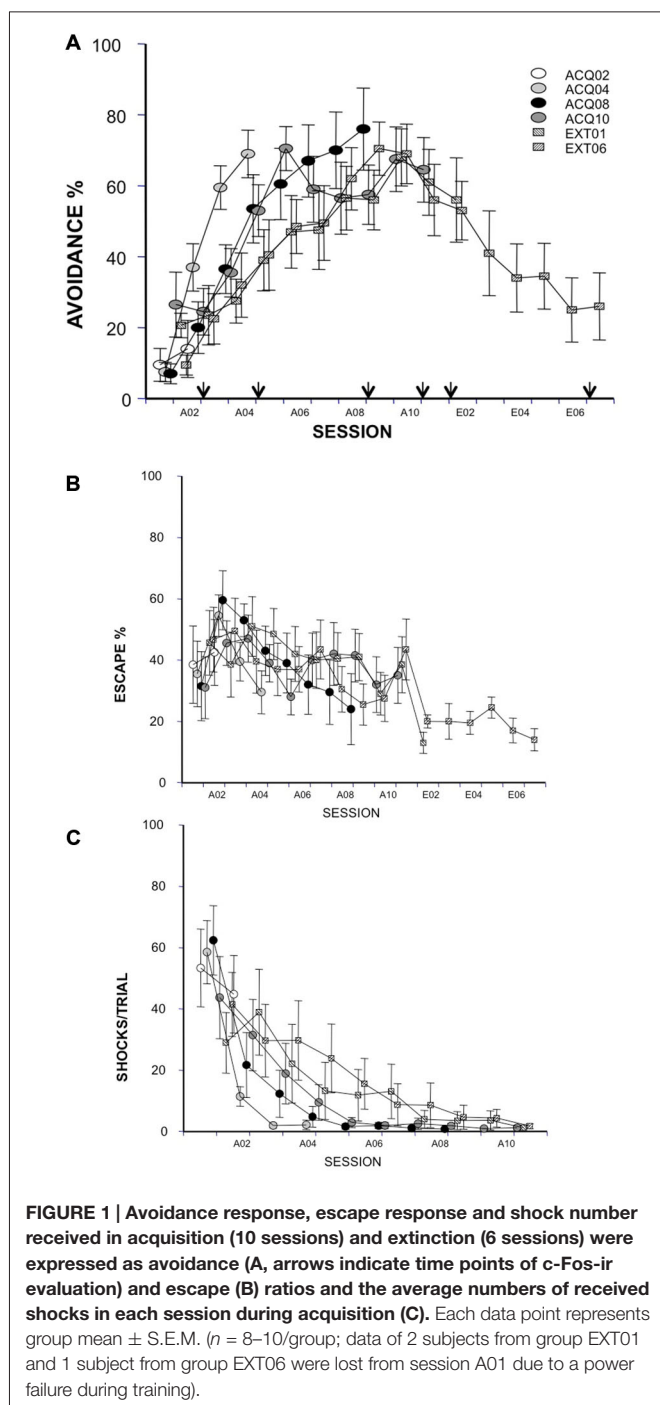 A
100
80
60
40
20
0
AVOIDANCE %
ACQ02
ACQ04
ACQ08
ACQ10
EXT01
EXT06
A02 A04 A06 A08 A10 E02 E04 E06
SESSION
B
100
80
60
40
20
0
ESCAPE %
A02 A04 A06 A08 A10 E02 E04 E06
SESSION
C
100
80
60
40
20
0
SHOCKS/TRIAL
A02 A04 A06 A08 A10
SESSION
FIGURE 1 | Avoidance response, escape response and shock number
received in acquisition (10 sessions) and extinction (6 sessions) were
expressed as avoidance (A, arrows indicate time points of c-Fos-ir
evaluation) and escape (B) ratios and the average numbers of received
shocks in each session during acquisition (C). Each data point represents
group mean ± S.E.M. (n = 8–10/group; data of 2 subjects from group EXT01
and 1 subject from group EXT06 were lost from session A01 due to a power
failure during training).